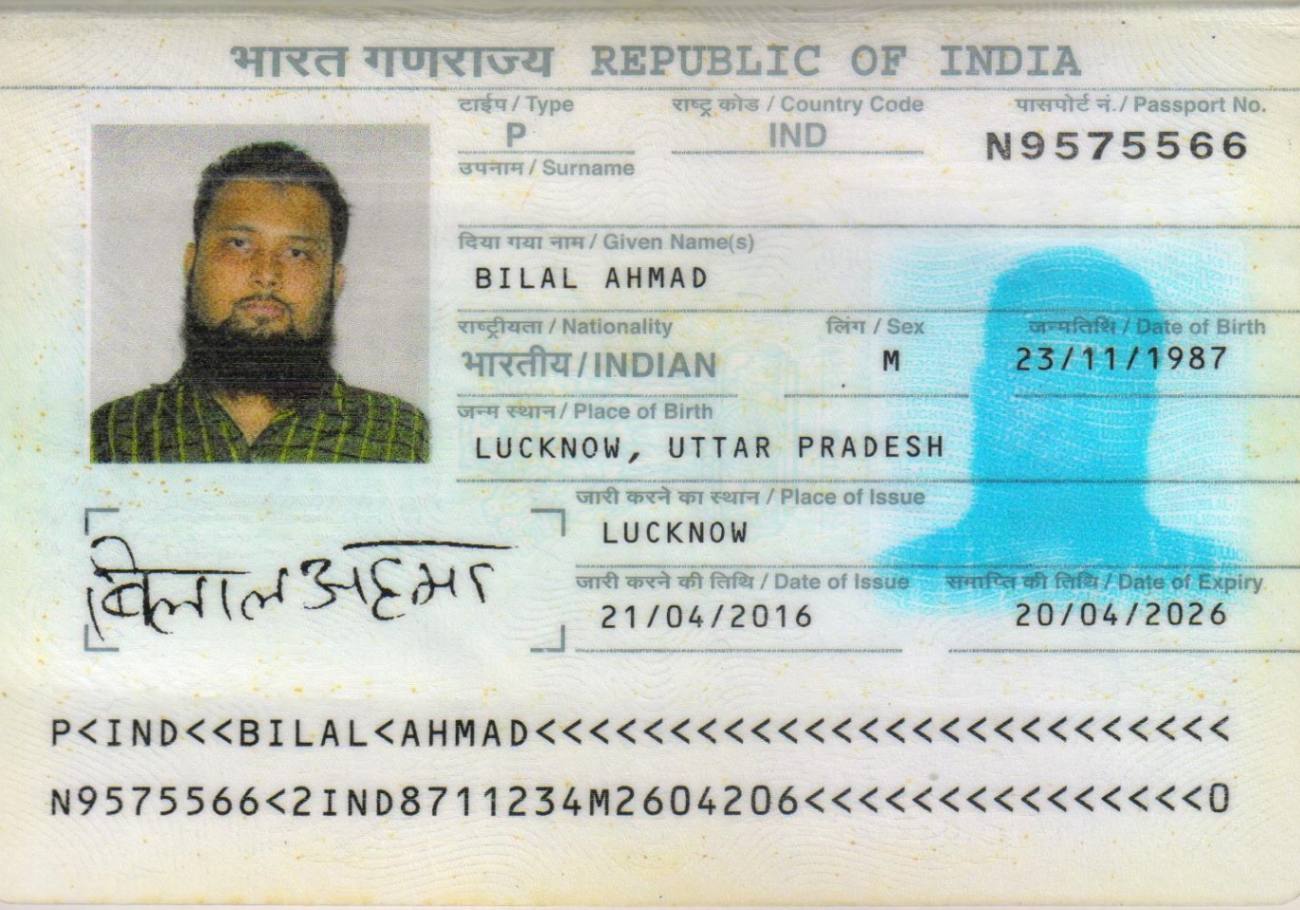 भारत गणराज्य REPUBLIC OF INDIA
टाईप / Type राष्ट्र कोड / Country Code पासपोर्ट नं. / Passport No.
P IND N9575566
उपनाम / Surname
दिया गया नाम / Given Name(s)
BILAL AHMAD
राष्ट्रीयता / Nationality लिंग / Sex जन्मतिथि / Date of Birth
भारतीय / INDIAN M 23/11/1987
जन्म स्थान / Place of Birth
LUCKNOW, UTTAR PRADESH
जारी करने का स्थान / Place of Issue
LUCKNOW
जारी करने की तिथि / Date of Issue समाप्ति की तिथि / Date of Expiry
21/04/2016 20/04/2026
बिलाल अहमद
P<IND<<BILAL<AHMAD<<<<<<<<<<<<<<<<<<<<<<<<<<
N9575566<2IND8711234M2604206<<<<<<<<<<<<<<<0